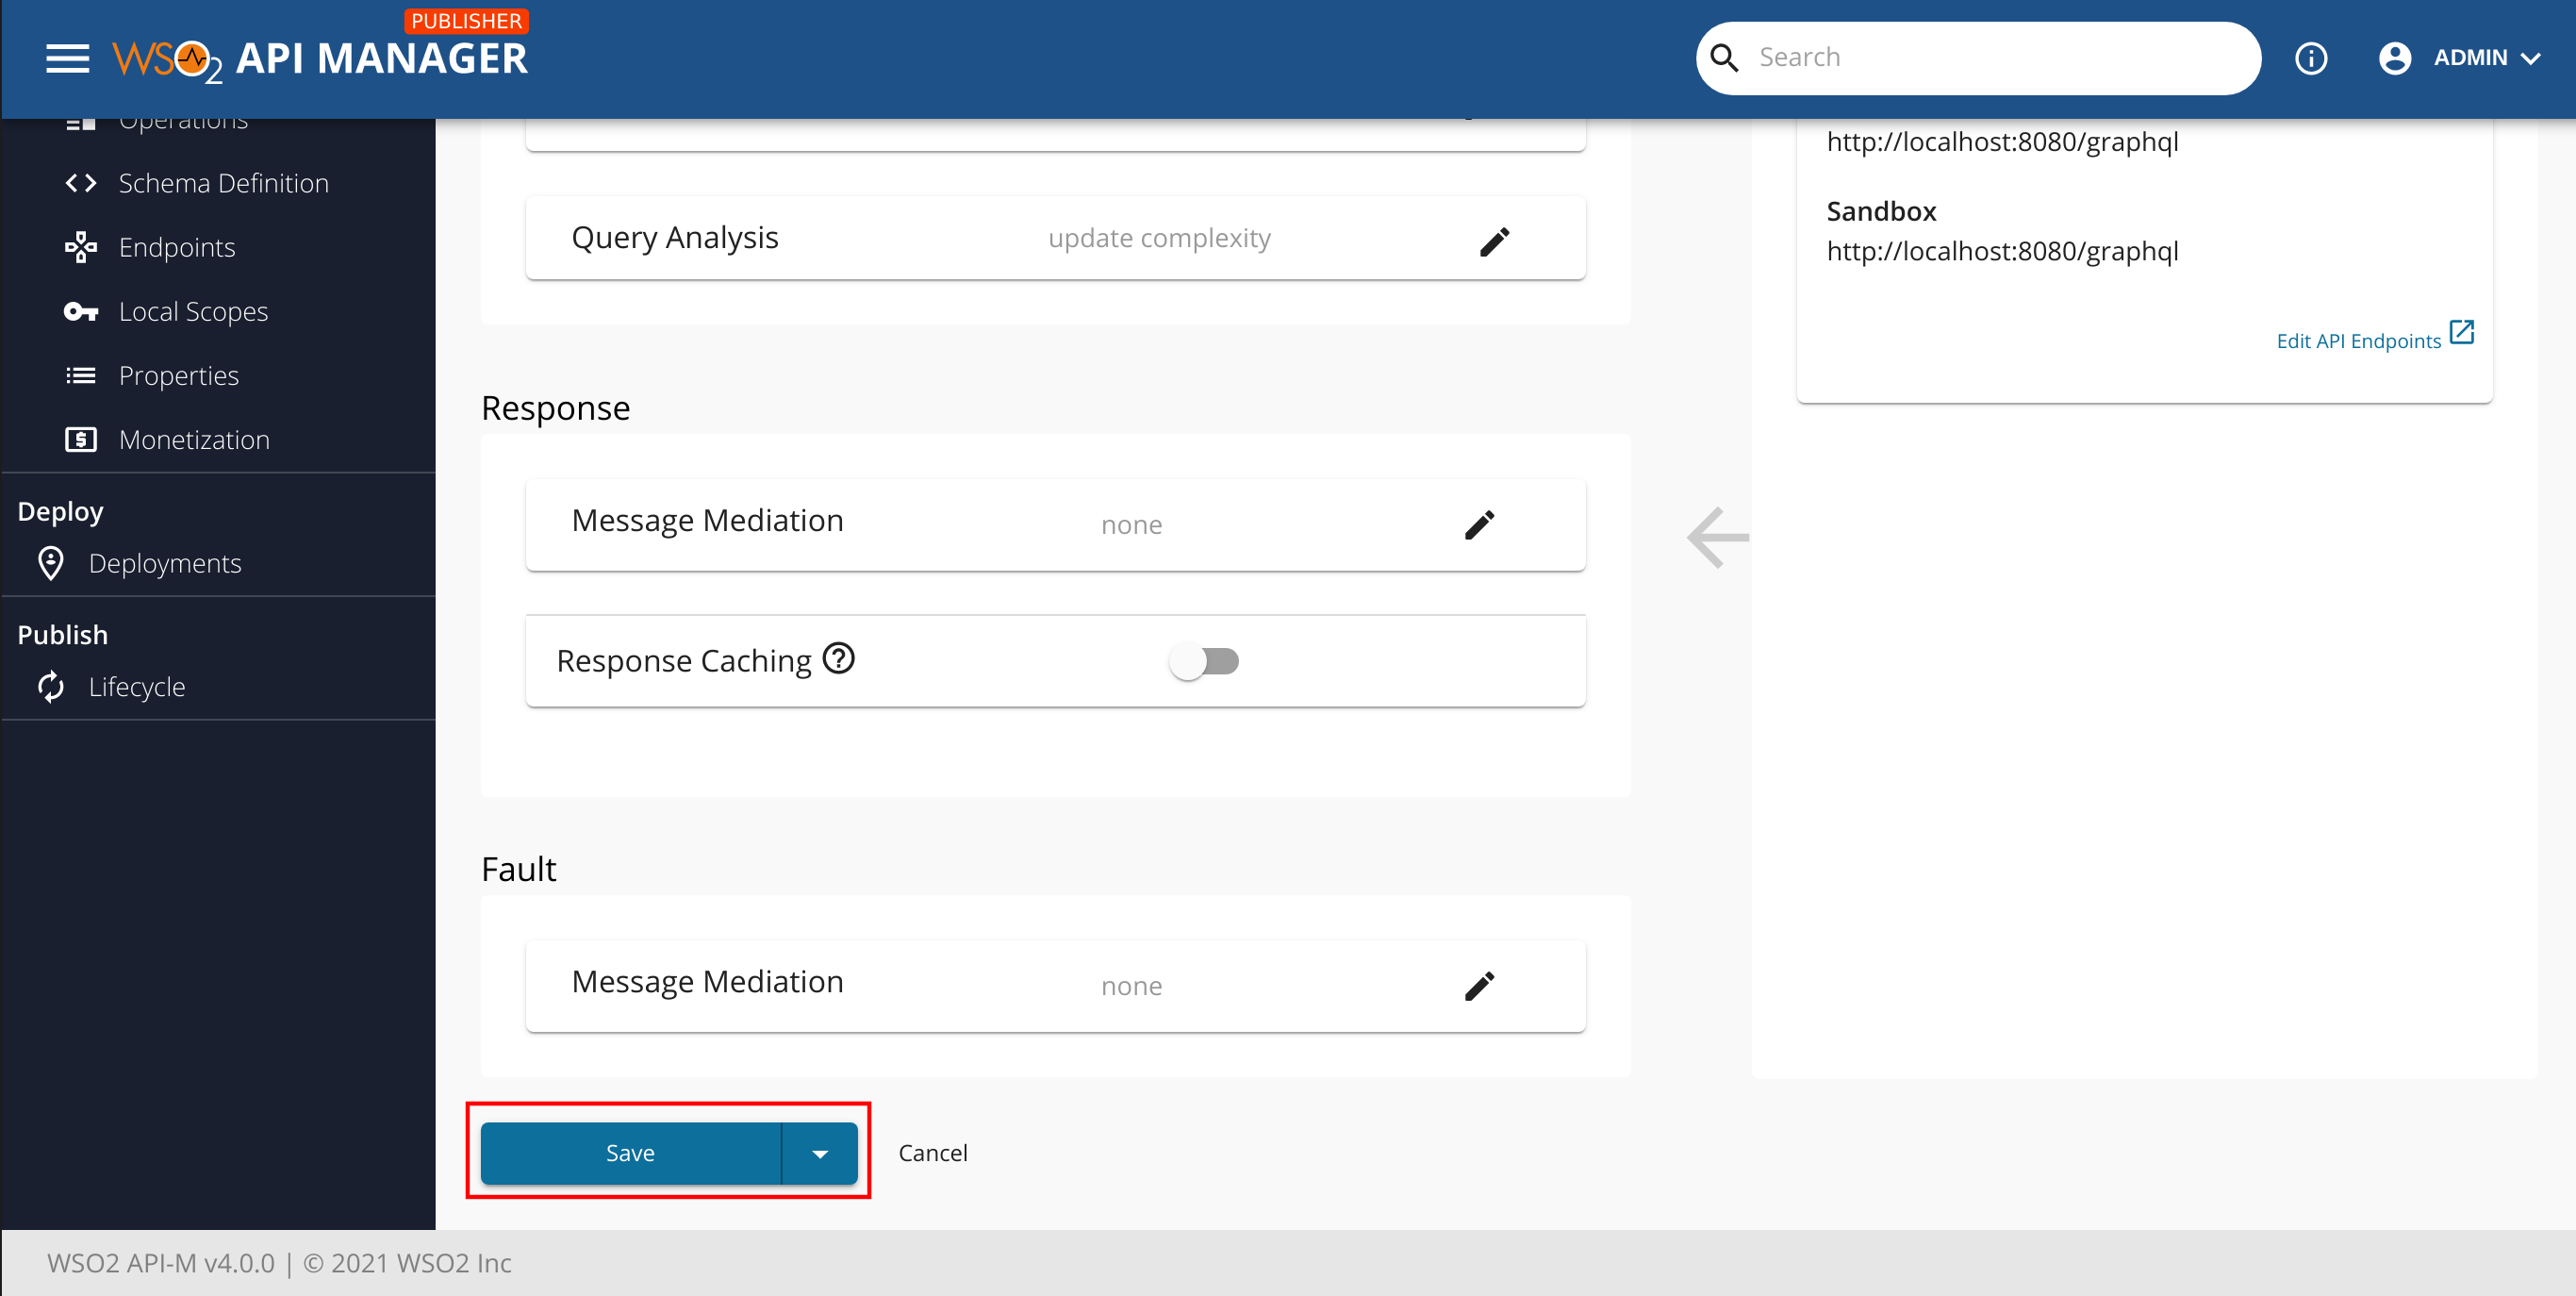 PUBLISHER
WSO2 API MANAGER
Search
ADMIN
Operations
Schema Definition
Endpoints
Local Scopes
Properties
Monetization
Deploy
Deployments
Publish
Lifecycle
Query Analysis
update complexity
Response
Message Mediation
none
Response Caching
Fault
Message Mediation
none
Save
Cancel
http://localhost:8080/graphql
Sandbox
http://localhost:8080/graphql
Edit API Endpoints
WSO2 API-M v4.0.0 | © 2021 WSO2 Inc